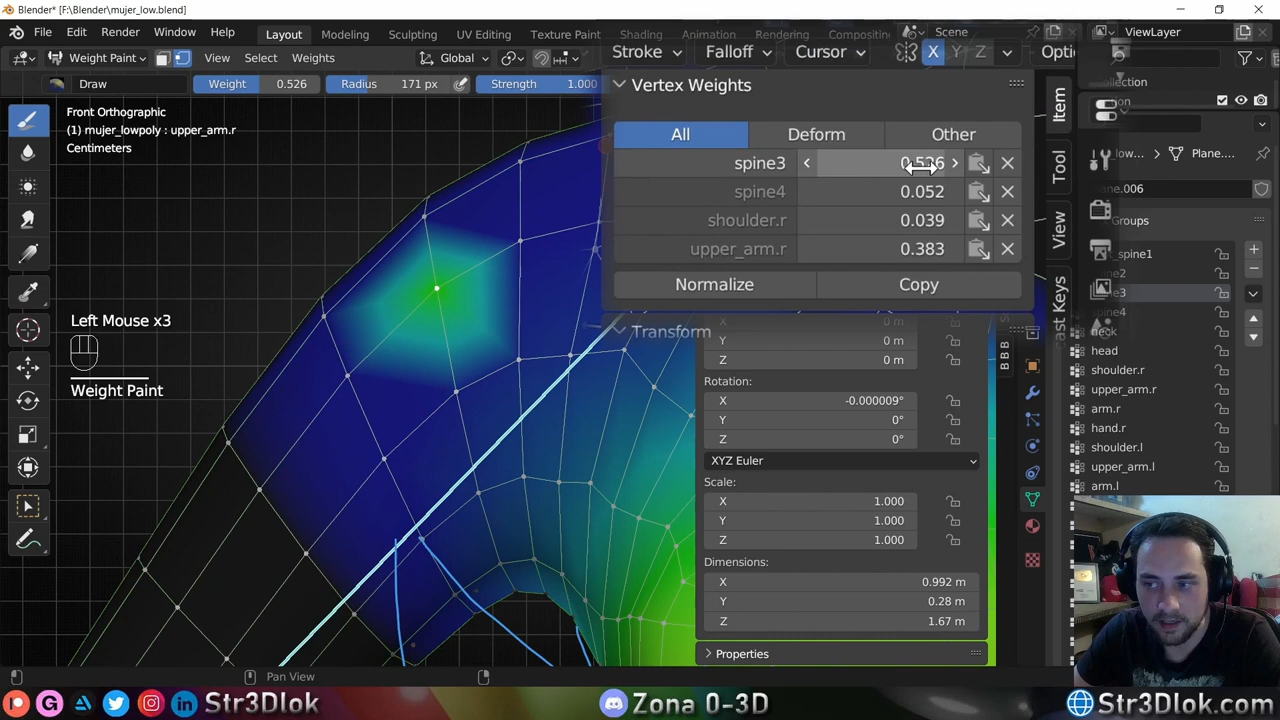 Blender* [F:\Blender\mujer_low.blend]
File Edit Render Window Help
Layout Modeling Sculpting UV Editing Texture Paint Shading Animation Rendering
Scene ViewLayer
Weight Paint View Select Weights Global
Stroke Falloff Cursor X Y Z
Draw Weight 0.526 Radius 171 px Strength 1.000
Front Orthographic
(1) mujer_lowpoly : upper_arm.r
Centimeters
Vertex Weights
All Deform Other
spine3
spine4 0.052
shoulder.r 0.039
upper_arm.r 0.383
Normalize Copy
Transform
0 m
Y 0 m
Z 0 m
Rotation:
X -0.000009°
Y 0°
Z 0°
XYZ Euler
Scale:
X 1.000
Y 1.000
Z 1.000
Dimensions:
X 0.992 m
Y 0.28 m
Z 1.67 m
Properties
Item
Tool
View
B B B
Plane....
Groups
neck
head
shoulder.r
upper_arm.r
arm.r
hand.r
shoulder.l
upper_arm.l
arm.l
Left Mouse x3
Weight Paint
Pan View
Str3Dlok Zona 0-3D Str3Dlok.com